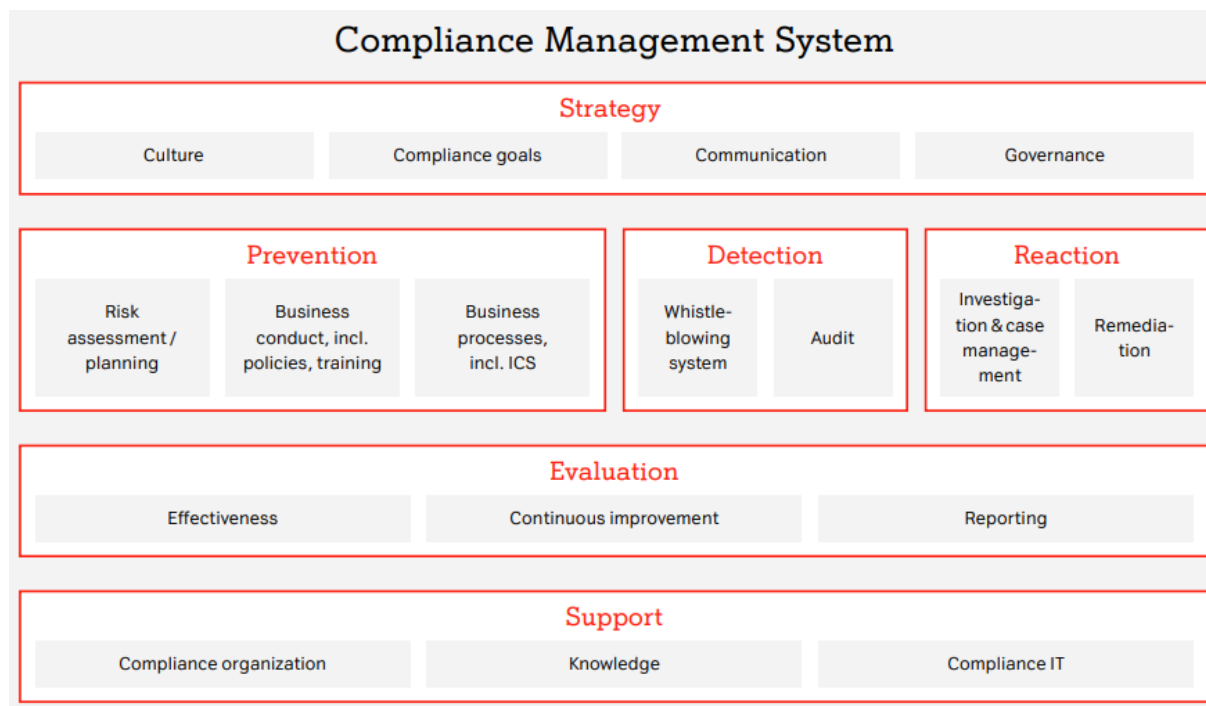 Compliance Management System
Strategy
Culture
Compliance goals
Communication
Governance
Prevention
Risk
assessment /
planning
Business
conduct, incl.
policies, training
Business
processes,
incl. ICS
Detection
Whistle-
blowing
system
Audit
Reaction
Investiga-
tion & case
manage-
ment
Remedia-
tion
Evaluation
Effectiveness
Continuous improvement
Reporting
Support
Compliance organization
Knowledge
Compliance IT